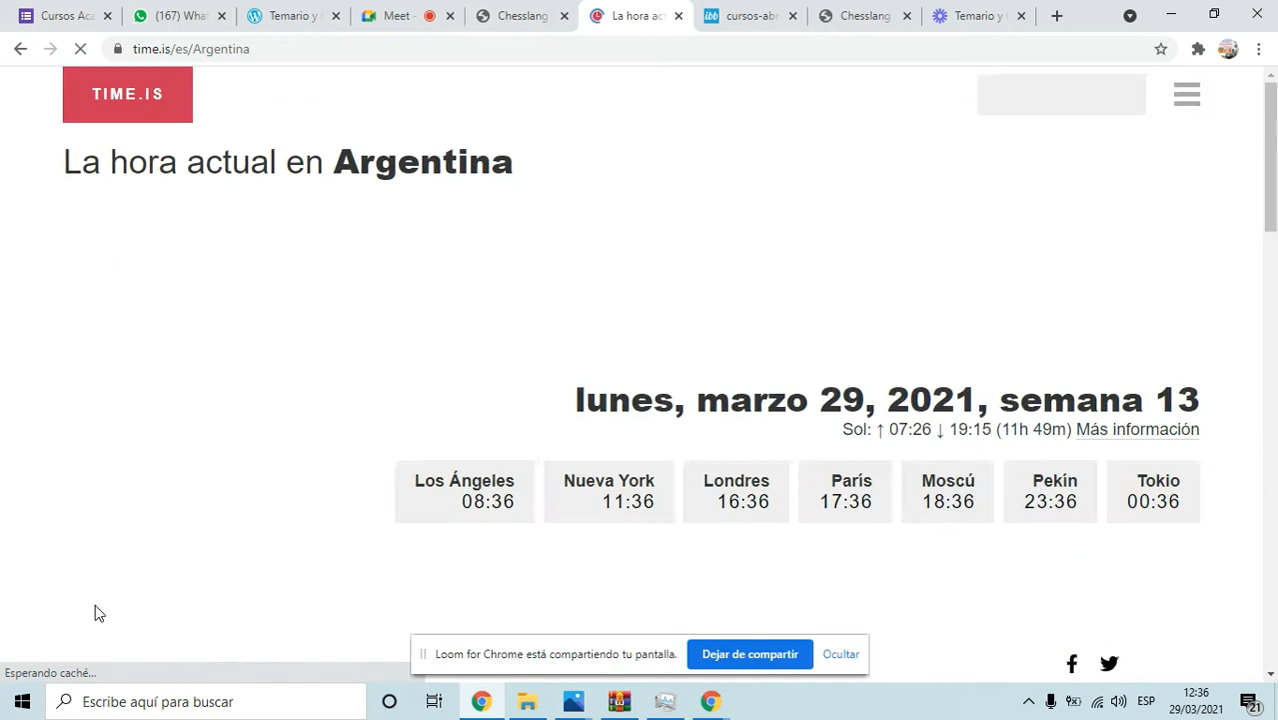 Cursos Aca
(167) What
Temario y C
Meet -
Chesslang
La hora act
cursos-abr
Chesslang
Temario y C
time.is/es/Argentina
TIME.IS
La hora actual en Argentina
lunes, marzo 29, 2021, semana 13
Sol: ↑ 07:26 ↓ 19:15 (11h 49m) Más información
Los Ángeles Nueva York Londres París Moscú Pekín Tokio
08:36 11:36 16:36 17:36 18:36 23:36 00:36
Loom for Chrome está compartiendo tu pantalla. Dejar de compartir Ocultar
Esperando caché...
Escribe aquí para buscar
ESP
12:36
29/03/2021
21